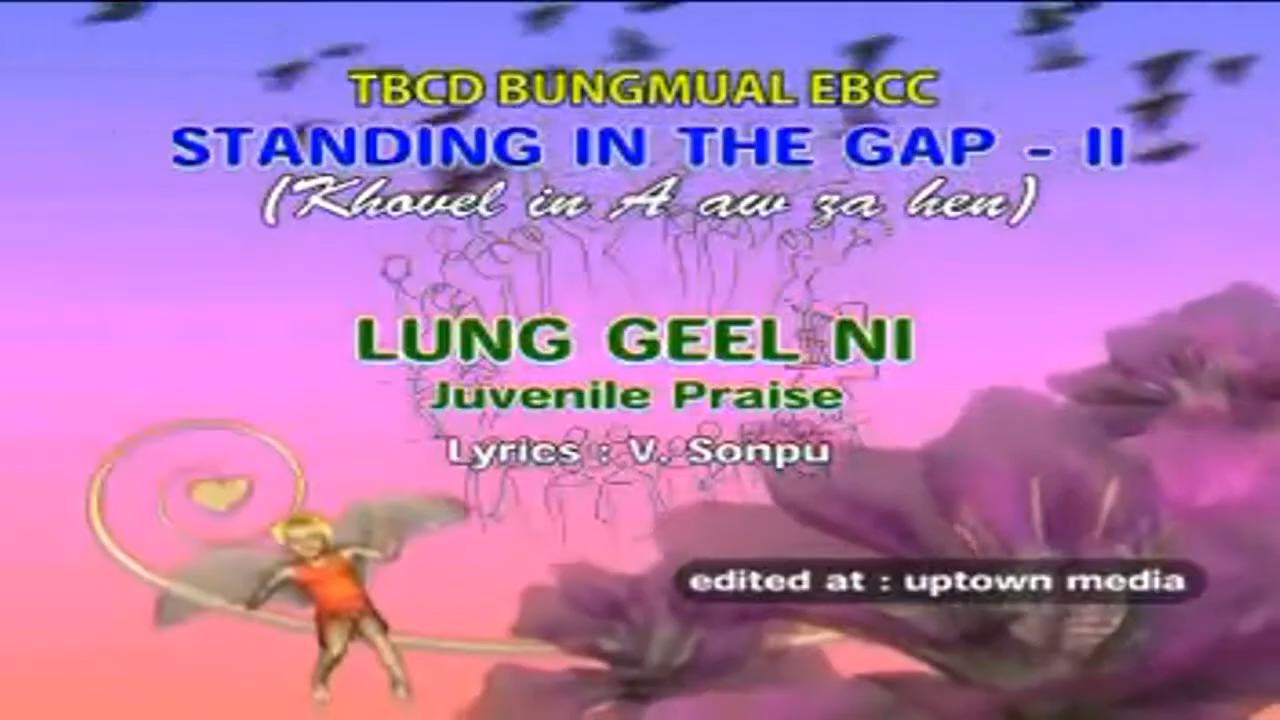 TBCD BUNGMUAL EBCC
STANDING IN THE GAP - II
(Khovel in A aw za hen)
LUNG GEEL NI
Juvenile Praise
Lyrics : V. Sonpu
edited at : uptown media